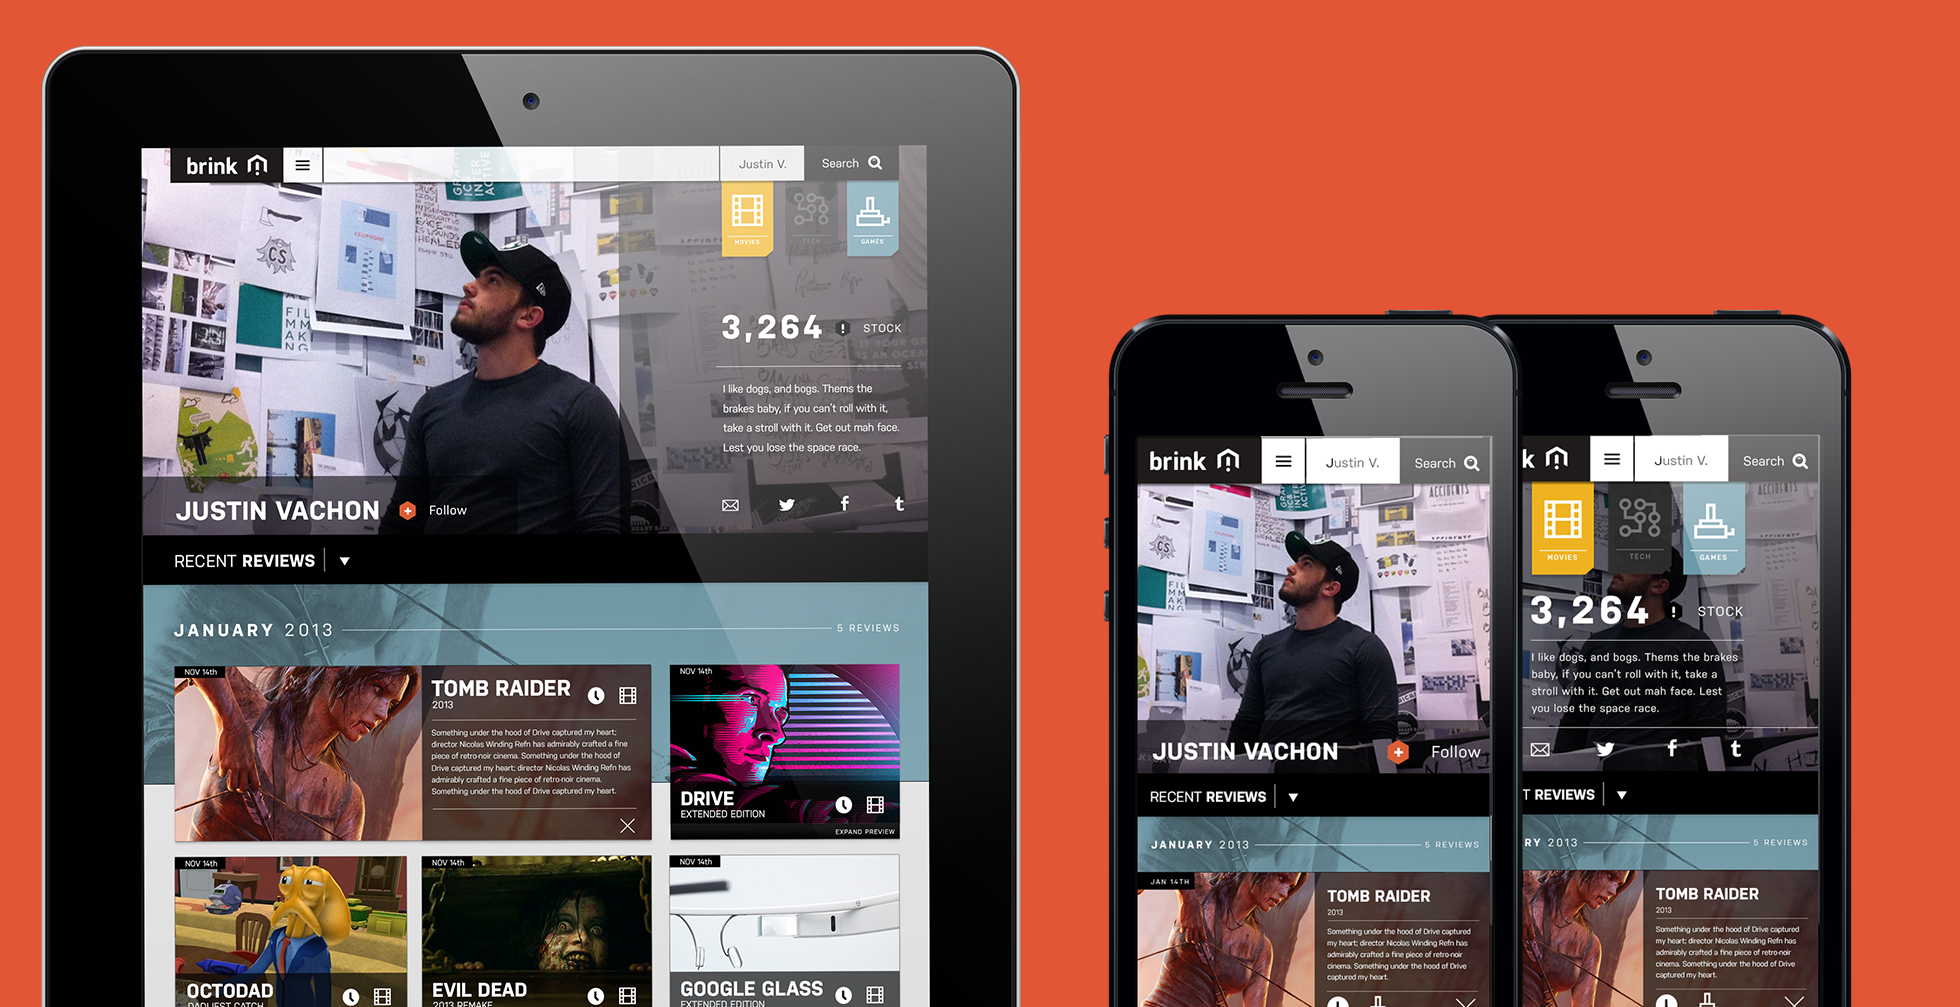 brink
Justin V.
Search
MOVIES
TECH
GAMES
CS
FIL
MM
AK
NG
3,264 STOCK
I like dogs, and bogs. Thems the
brakes baby, if you can't roll with it,
take a stroll with it. Get out mah face.
Lest you lose the space race.
JUSTIN VACHON
Follow
RECENT REVIEWS
JANUARY 2013
5 REVIEWS
NOV 14th
TOMB RAIDER
2013
Something under the hood of Drive captured my heart;
director Nicolas Winding Refn has admirably crafted a fine
piece of retro-noir cinema. Something under the hood of
Drive captured my heart; director Nicolas Winding Refn has
admirably crafted a fine piece of retro-noir cinema.
Something under the hood of Drive captured my heart.
NOV 14th
DRIVE
EXTENDED EDITION
EXPAND PREVIEW
NOV 14th
OCTODAD
DADLIEST CATCH
NOV 14th
EVIL DEAD
2013 REMAKE
NOV 14th
GOOGLE GLASS
EXTENDED EDITION
brink
Justin V.
Search
ACCIDENTS
CS
FIL
MM
AK
NG
JUSTIN VACHON
Follow
RECENT REVIEWS
JANUARY 2013
5 REVIEWS
JAN 14TH
TOMB RAIDER
2013
Something under the hood of Drive captured
my heart; director Nicolas Winding Refn has
admirably crafted a fine piece of retro-noir
cinema. Something under the hood of Drive
captured my heart.
k
Justin V.
Search
MOVIES
TECH
GAMES
3,264 STOCK
I like dogs, and bogs. Thems the brakes
baby, if you can't roll with it, take a
stroll with it. Get out mah face. Lest
you lose the space race.
T REVIEWS
RY 2013
5 REVIEWS
TOMB RAIDER
2013
Something under the hood of Drive captured
my heart; director Nicolas Winding Refn has
admirably crafted a fine piece of retro-noir
cinema. Something under the hood of Drive
captured my heart.